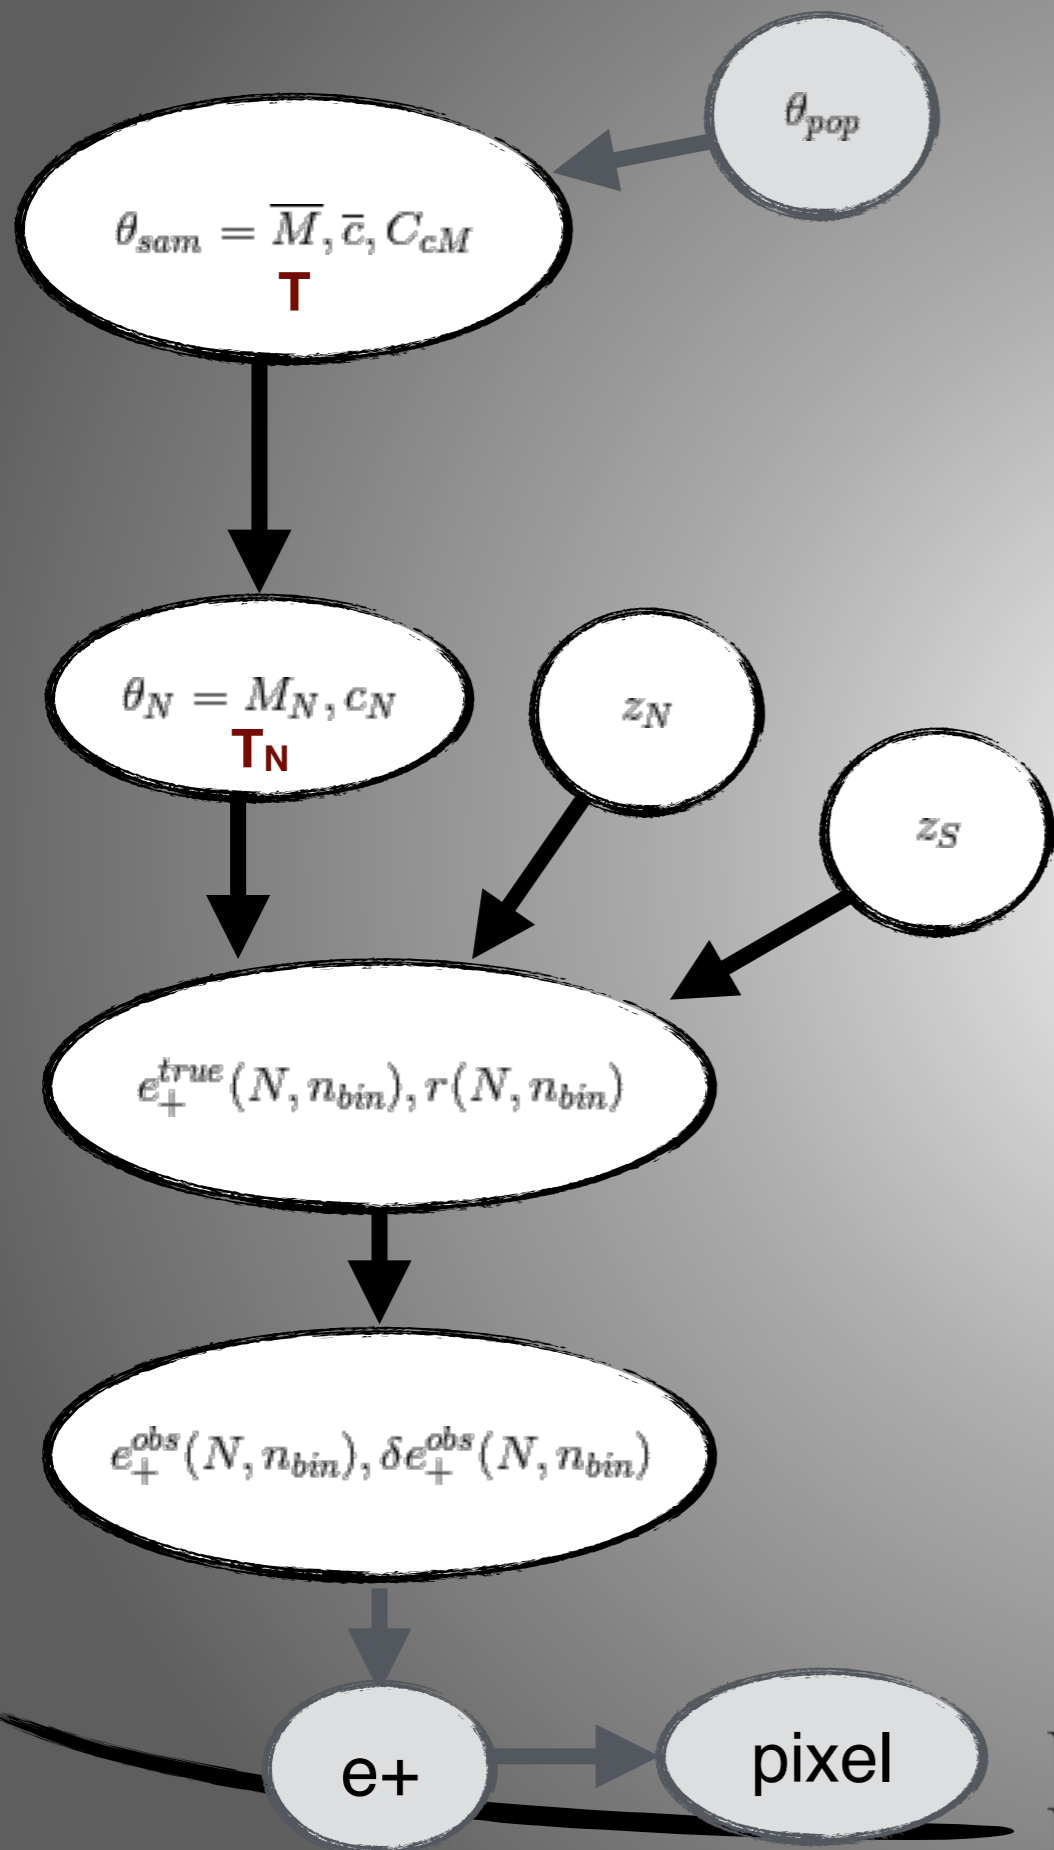 θ_pop
θ_sam = M̅, c̅, C_cM
T
θ_N = M_N, c_N
T_N
z_N
z_S
e_+^true(N, n_bin), r(N, n_bin)
e_+^obs(N, n_bin), δe_+^obs(N, n_bin)
e+
pixel